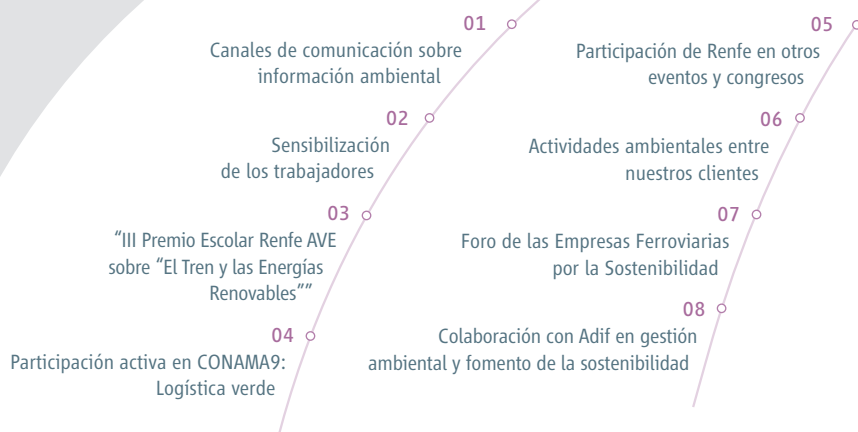 01
Canales de comunicación sobre
información ambiental
02
Sensibilización
de los trabajadores
03
“III Premio Escolar Renfe AVE
sobre “El Tren y las Energías
Renovables””
04
Participación activa en CONAMA9:
Logística verde
05
Participación de Renfe en otros
eventos y congresos
06
Actividades ambientales entre
nuestros clientes
07
Foro de las Empresas Ferroviarias
por la Sostenibilidad
08
Colaboración con Adif en gestión
ambiental y fomento de la sostenibilidad